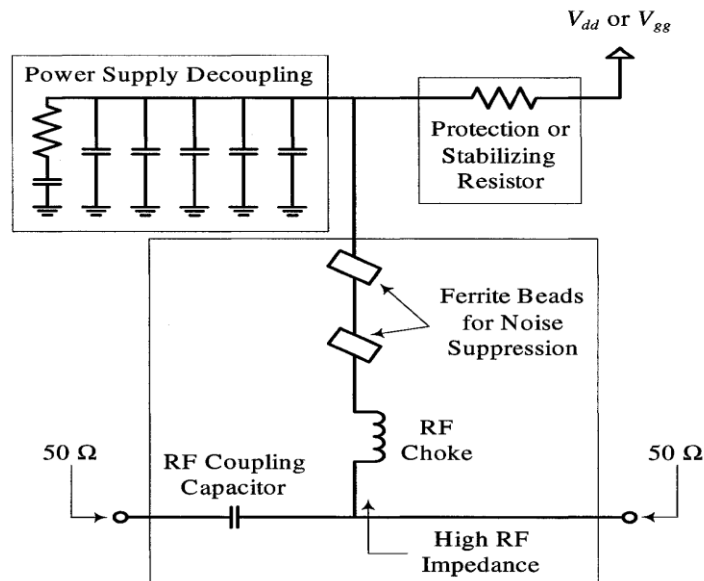 V_dd or V_gg
Power Supply Decoupling
Protection or
Stabilizing
Resistor
Ferrite Beads
for Noise
Suppression
RF
Choke
50 Ω
RF Coupling
Capacitor
50 Ω
High RF
Impedance